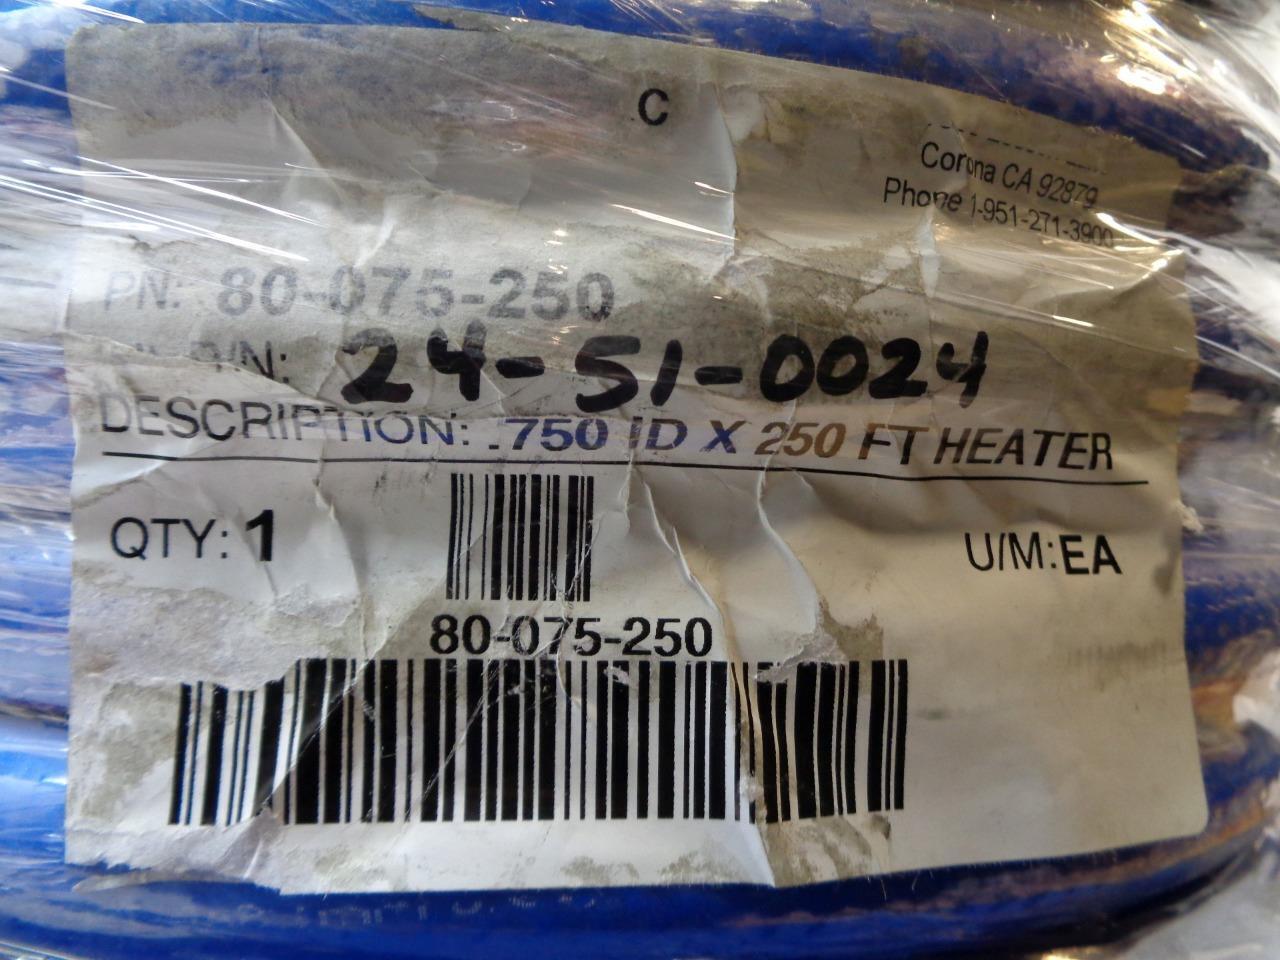 C
Corona CA 92879
Phone 1-951-271-3900
PN: 80-075-250
P/N: 24-51-0024
DESCRIPTION: .750 ID X 250 FT HEATER
QTY: 1
U/M:EA
80-075-250